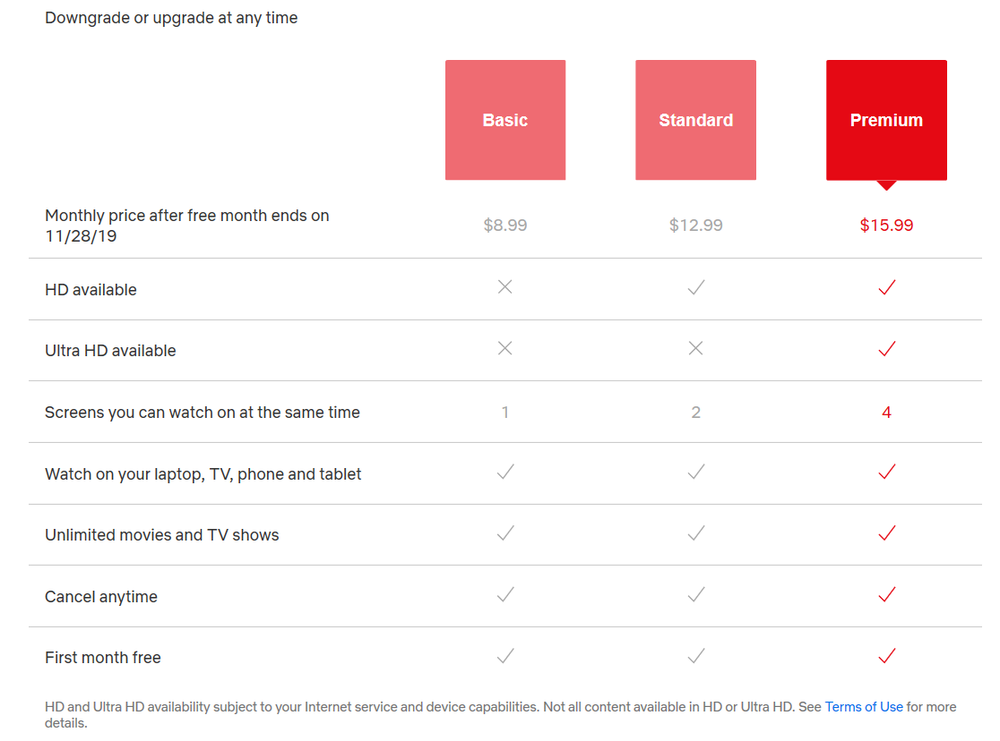 Downgrade or upgrade at any time
Basic Standard Premium
Monthly price after free month ends on
11/28/19
$8.99 $12.99 $15.99
HD available
Ultra HD available
Screens you can watch on at the same time 1 2 4
Watch on your laptop, TV, phone and tablet
Unlimited movies and TV shows
Cancel anytime
First month free
HD and Ultra HD availability subject to your Internet service and device capabilities. Not all content available in HD or Ultra HD. See Terms of Use for more
details.